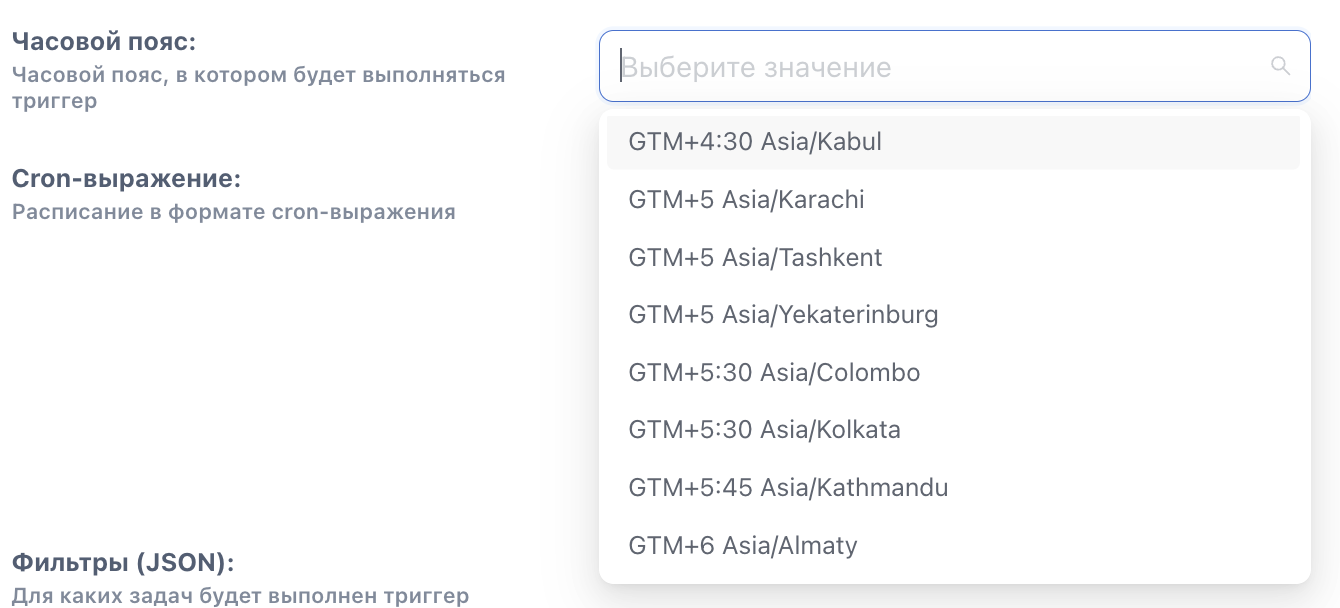 Часовой пояс:
Часовой пояс, в котором будет выполняться
триггер
Выберите значение
GTM+4:30 Asia/Kabul
GTM+5 Asia/Karachi
GTM+5 Asia/Tashkent
GTM+5 Asia/Yekaterinburg
GTM+5:30 Asia/Colombo
GTM+5:30 Asia/Kolkata
GTM+5:45 Asia/Kathmandu
GTM+6 Asia/Almaty
Cron-выражение:
Расписание в формате cron-выражения
Фильтры (JSON):
Для каких задач будет выполнен триггер